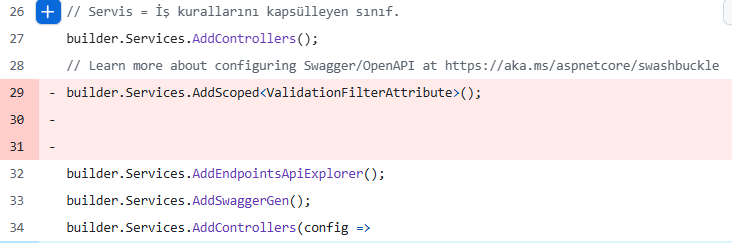 26 + // Servis = İş kurallarını kapsülleyen sınıf.
27 builder.Services.AddControllers();
28 // Learn more about configuring Swagger/OpenAPI at https://aka.ms/aspnetcore/swashbuckle
29 - builder.Services.AddScoped<ValidationFilterAttribute>();
30 -
31 -
32 builder.Services.AddEndpointsApiExplorer();
33 builder.Services.AddSwaggerGen();
34 builder.Services.AddControllers(config =>